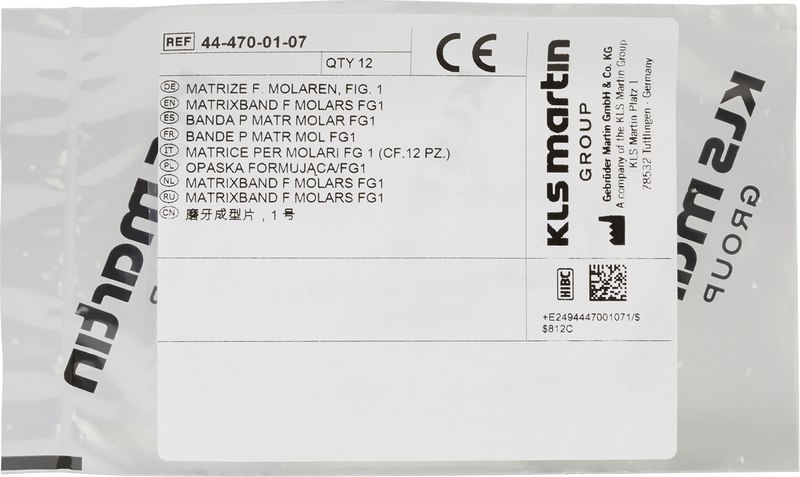 REF 44-470-01-07
QTY 12
CE
DE MATRIZE F. MOLAREN, FIG. 1
EN MATRIXBAND F MOLARS FG1
ES BANDA P MATR MOLAR FG1
FR BANDE P MATR MOL FG1
IT MATRICE PER MOLARI FG 1 (CF.12 PZ.)
PL OPASKA FORMUJĄCA/FG1
NL MATRIXBAND F MOLARS FG1
RU MATRIXBAND F MOLARS FG1
CN 磨牙成型片，1 号
KLS martin
GROUP
Gebrüder Martin GmbH & Co. KG
A company of the KLS Martin Group
KLS Martin Platz 1
78532 Tuttlingen · Germany
HIBC
+E2494447001071/$
$812C
KLS martin
GROUP
martin